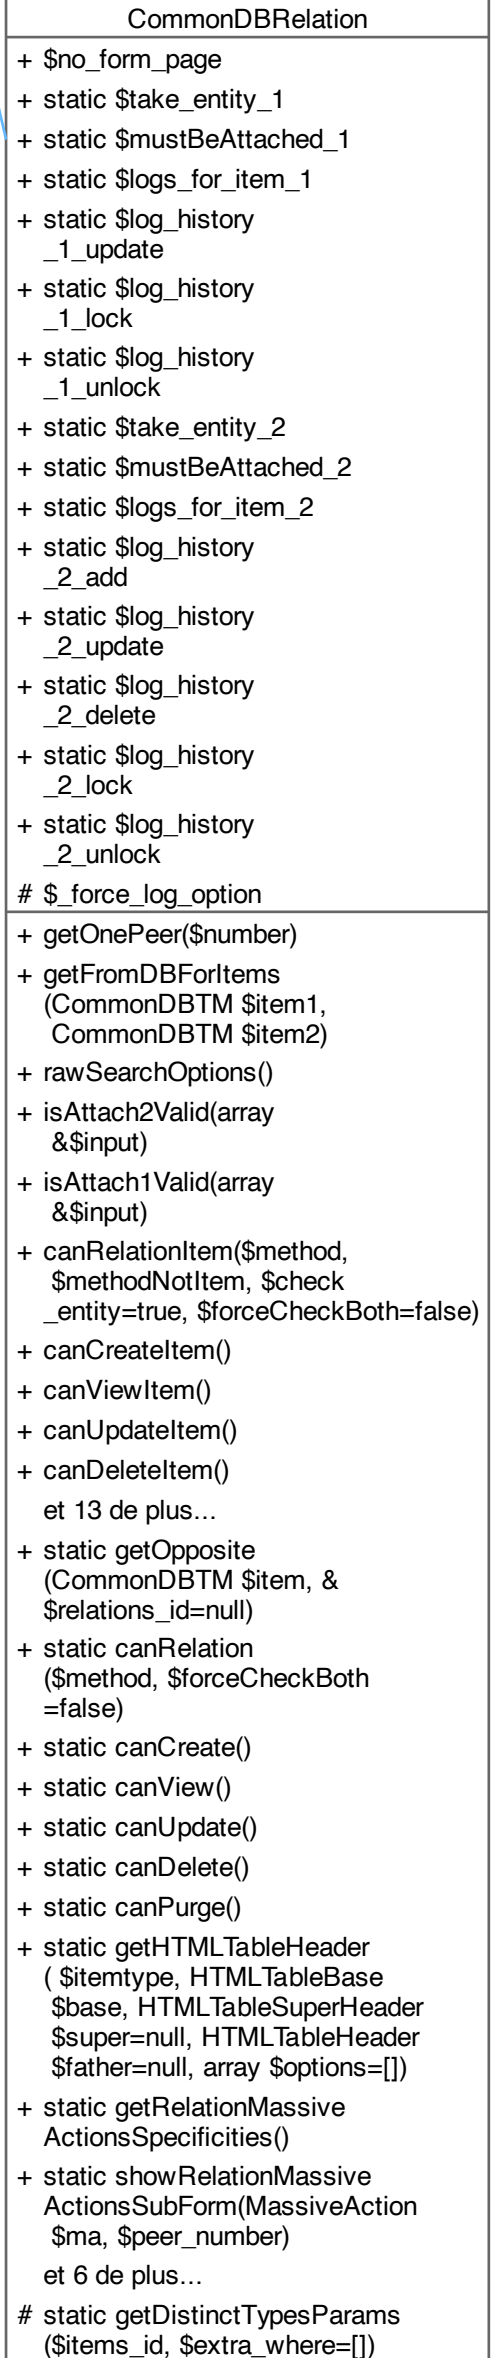 CommonDBRelation
+ $no_form_page
+ static $take_entity_1
+ static $mustBeAttached_1
+ static $logs_for_item_1
+ static $log_history
_1_update
+ static $log_history
_1_lock
+ static $log_history
_1_unlock
+ static $take_entity_2
+ static $mustBeAttached_2
+ static $logs_for_item_2
+ static $log_history
_2_add
+ static $log_history
_2_update
+ static $log_history
_2_delete
+ static $log_history
_2_lock
+ static $log_history
_2_unlock
# $_force_log_option
+ getOnePeer($number)
+ getFromDBForItems
(CommonDBTM $item1,
CommonDBTM $item2)
+ rawSearchOptions()
+ isAttach2Valid(array
&$input)
+ isAttach1Valid(array
&$input)
+ canRelationItem($method,
$methodNotItem, $check
_entity=true, $forceCheckBoth=false)
+ canCreateItem()
+ canViewItem()
+ canUpdateItem()
+ canDeleteItem()
et 13 de plus...
+ static getOpposite
(CommonDBTM $item, &
$relations_id=null)
+ static canRelation
($method, $forceCheckBoth
=false)
+ static canCreate()
+ static canView()
+ static canUpdate()
+ static canDelete()
+ static canPurge()
+ static getHTMLTableHeader
( $itemtype, HTMLTableBase
$base, HTMLTableSuperHeader
$super=null, HTMLTableHeader
$father=null, array $options=[])
+ static getRelationMassive
ActionsSpecificities()
+ static showRelationMassive
ActionsSubForm(MassiveAction
$ma, $peer_number)
et 6 de plus...
# static getDistinctTypesParams
($items_id, $extra_where=[])